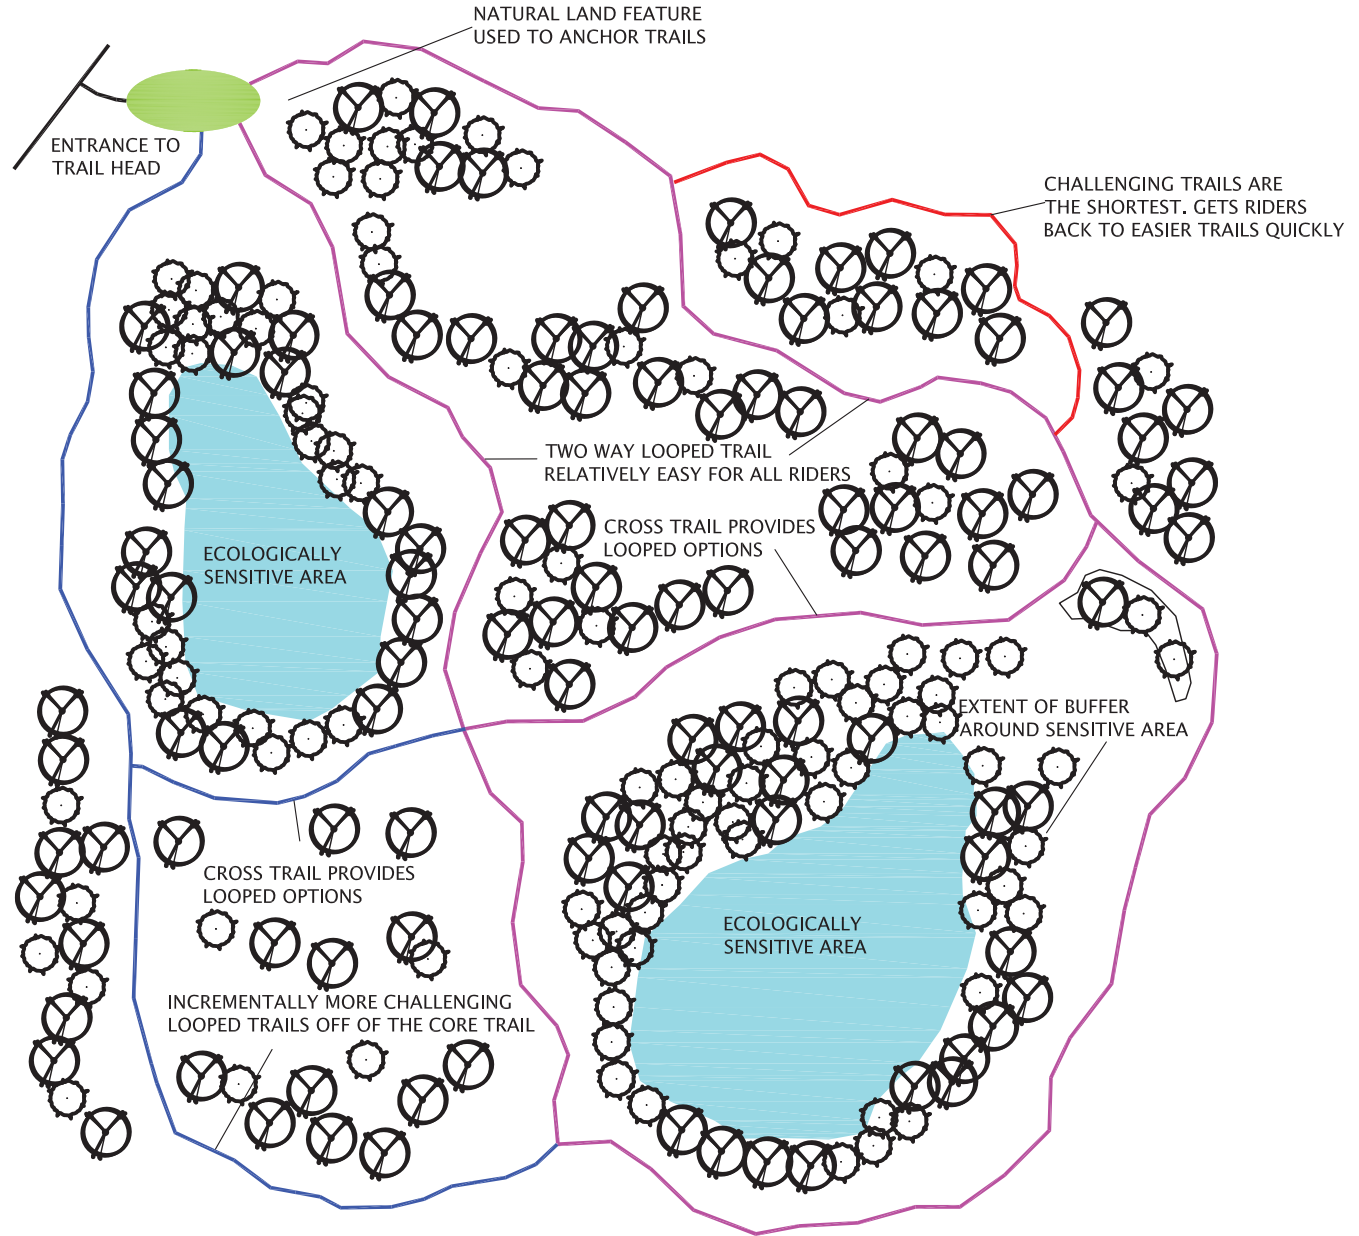 NATURAL LAND FEATURE
USED TO ANCHOR TRAILS
ENTRANCE TO
TRAIL HEAD
CHALLENGING TRAILS ARE
THE SHORTEST. GETS RIDERS
BACK TO EASIER TRAILS QUICKLY
TWO WAY LOOPED TRAIL
RELATIVELY EASY FOR ALL RIDERS
CROSS TRAIL PROVIDES
LOOPED OPTIONS
ECOLOGICALLY
SENSITIVE AREA
EXTENT OF BUFFER
AROUND SENSITIVE AREA
CROSS TRAIL PROVIDES
LOOPED OPTIONS
ECOLOGICALLY
SENSITIVE AREA
INCREMENTALLY MORE CHALLENGING
LOOPED TRAILS OFF OF THE CORE TRAIL